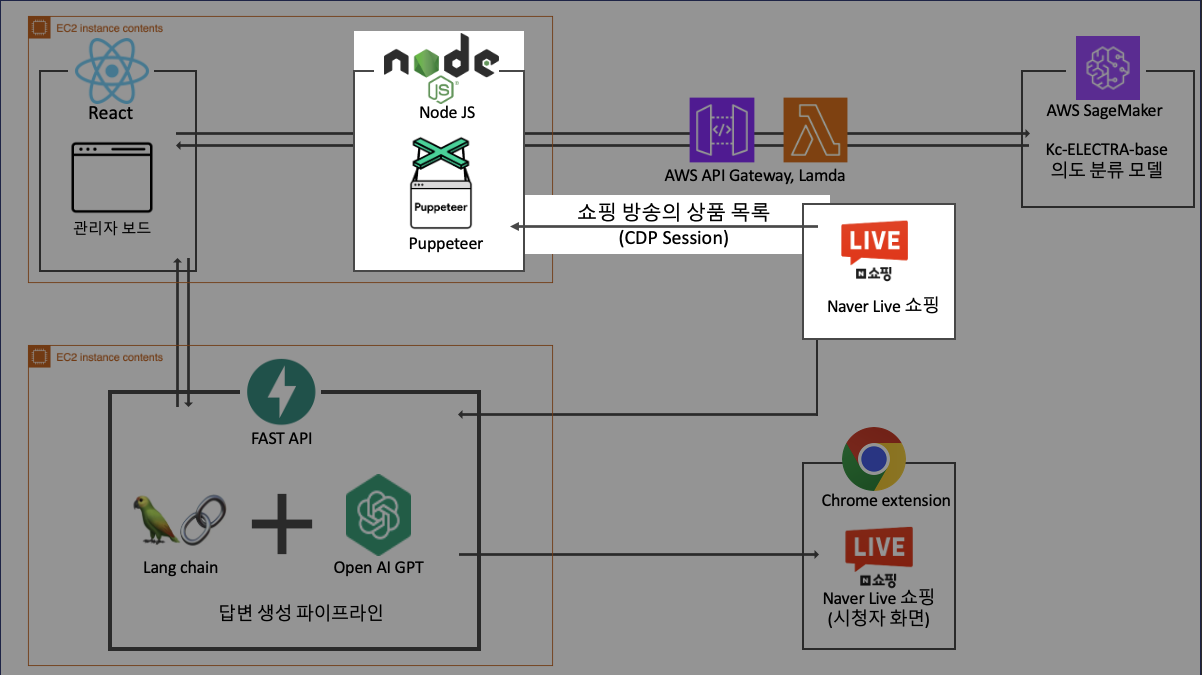 EC2 instance contents
React
관리자 보드
node
JS
Node JS
Puppeteer
Puppeteer
AWS API Gateway, Lamda
AWS SageMaker
Kc-ELECTRA-base
의도 분류 모델
쇼핑 방송의 상품 목록
(CDP Session)
LIVE
N 쇼핑
Naver Live 쇼핑
EC2 instance contents
FAST API
Lang chain
Open AI GPT
답변 생성 파이프라인
Chrome extension
LIVE
N 쇼핑
Naver Live 쇼핑
(시청자 화면)